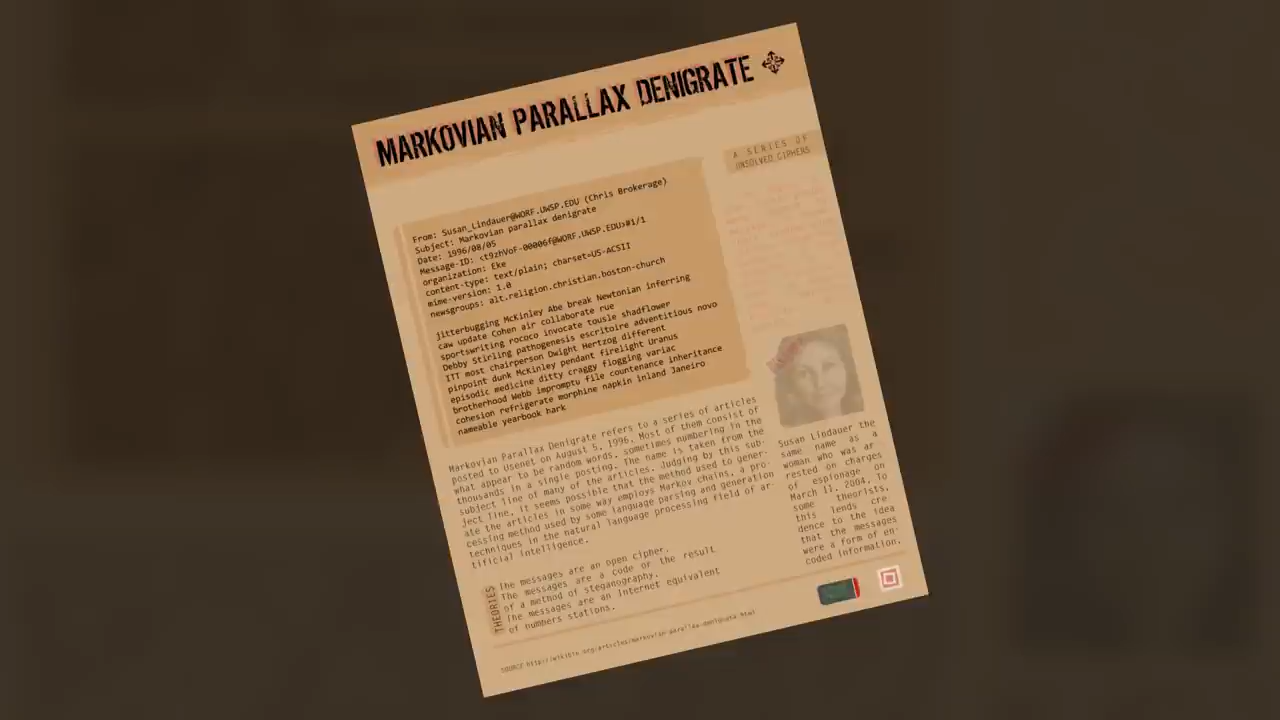 MARKOVIAN PARALLAX DENIGRATE
A SERIES OF
UNSOLVED CIPHERS
From: Susan_Lindauer@WORF.UWSP.EDU (Chris Brokerage)
Subject: Markovian parallax denigrate
Date: 1996/08/05
Message-ID: <t9zhVoF-00006f@WORF.UWSP.EDU>#1/1
organization: Eke
content-type: text/plain; charset=US-ACSII
mime-version: 1.0
newsgroups: alt.religion.christian.boston-church
jitterbugging McKinley Abe break Newtonian inferring
caw update Cohen air collaborate rue
sportswriting rococo invocate tousle shadflower
Debby Stirling pathogenesis escritoire adventitious novo
ITT most chairperson Dwight Hertzog different
pinpoint dunk McKinley pendant firelight Uranus
episodic medicine ditty craggy flogging variac
brotherhood Webb impromptu file countenance inheritance
cohesion refrigerate morphine napkin inland Janeiro
nameable yearbook hark
Markovian Parallax Denigrate refers to a series of articles
posted to Usenet on August 5, 1996. Most of them consist of
what appear to be random words, sometimes numbering in the
thousands in a single posting. The name is taken from the
subject line of many of the articles. Judging by this sub-
ject line, it seems possible that the method used to gener-
ate the articles in some way employs Markov chains, a pro-
cessing method used by some language parsing and generation
techniques in the natural language processing field of ar-
tificial intelligence.
Susan Lindauer the
same name as a
woman who was ar
rested on charges
of espionage on
March 11, 2004. To
some theorists,
this lends cre-
dence to the idea
that the messages
were a form of en-
coded information.
THEORIES
The messages are an open cipher.
The messages are a code or the result
of a method of steganography.
The messages are an Internet equivalent
of numbers stations.
SOURCE http://wikible.org/articles/markovian-parallax-denigrate.html